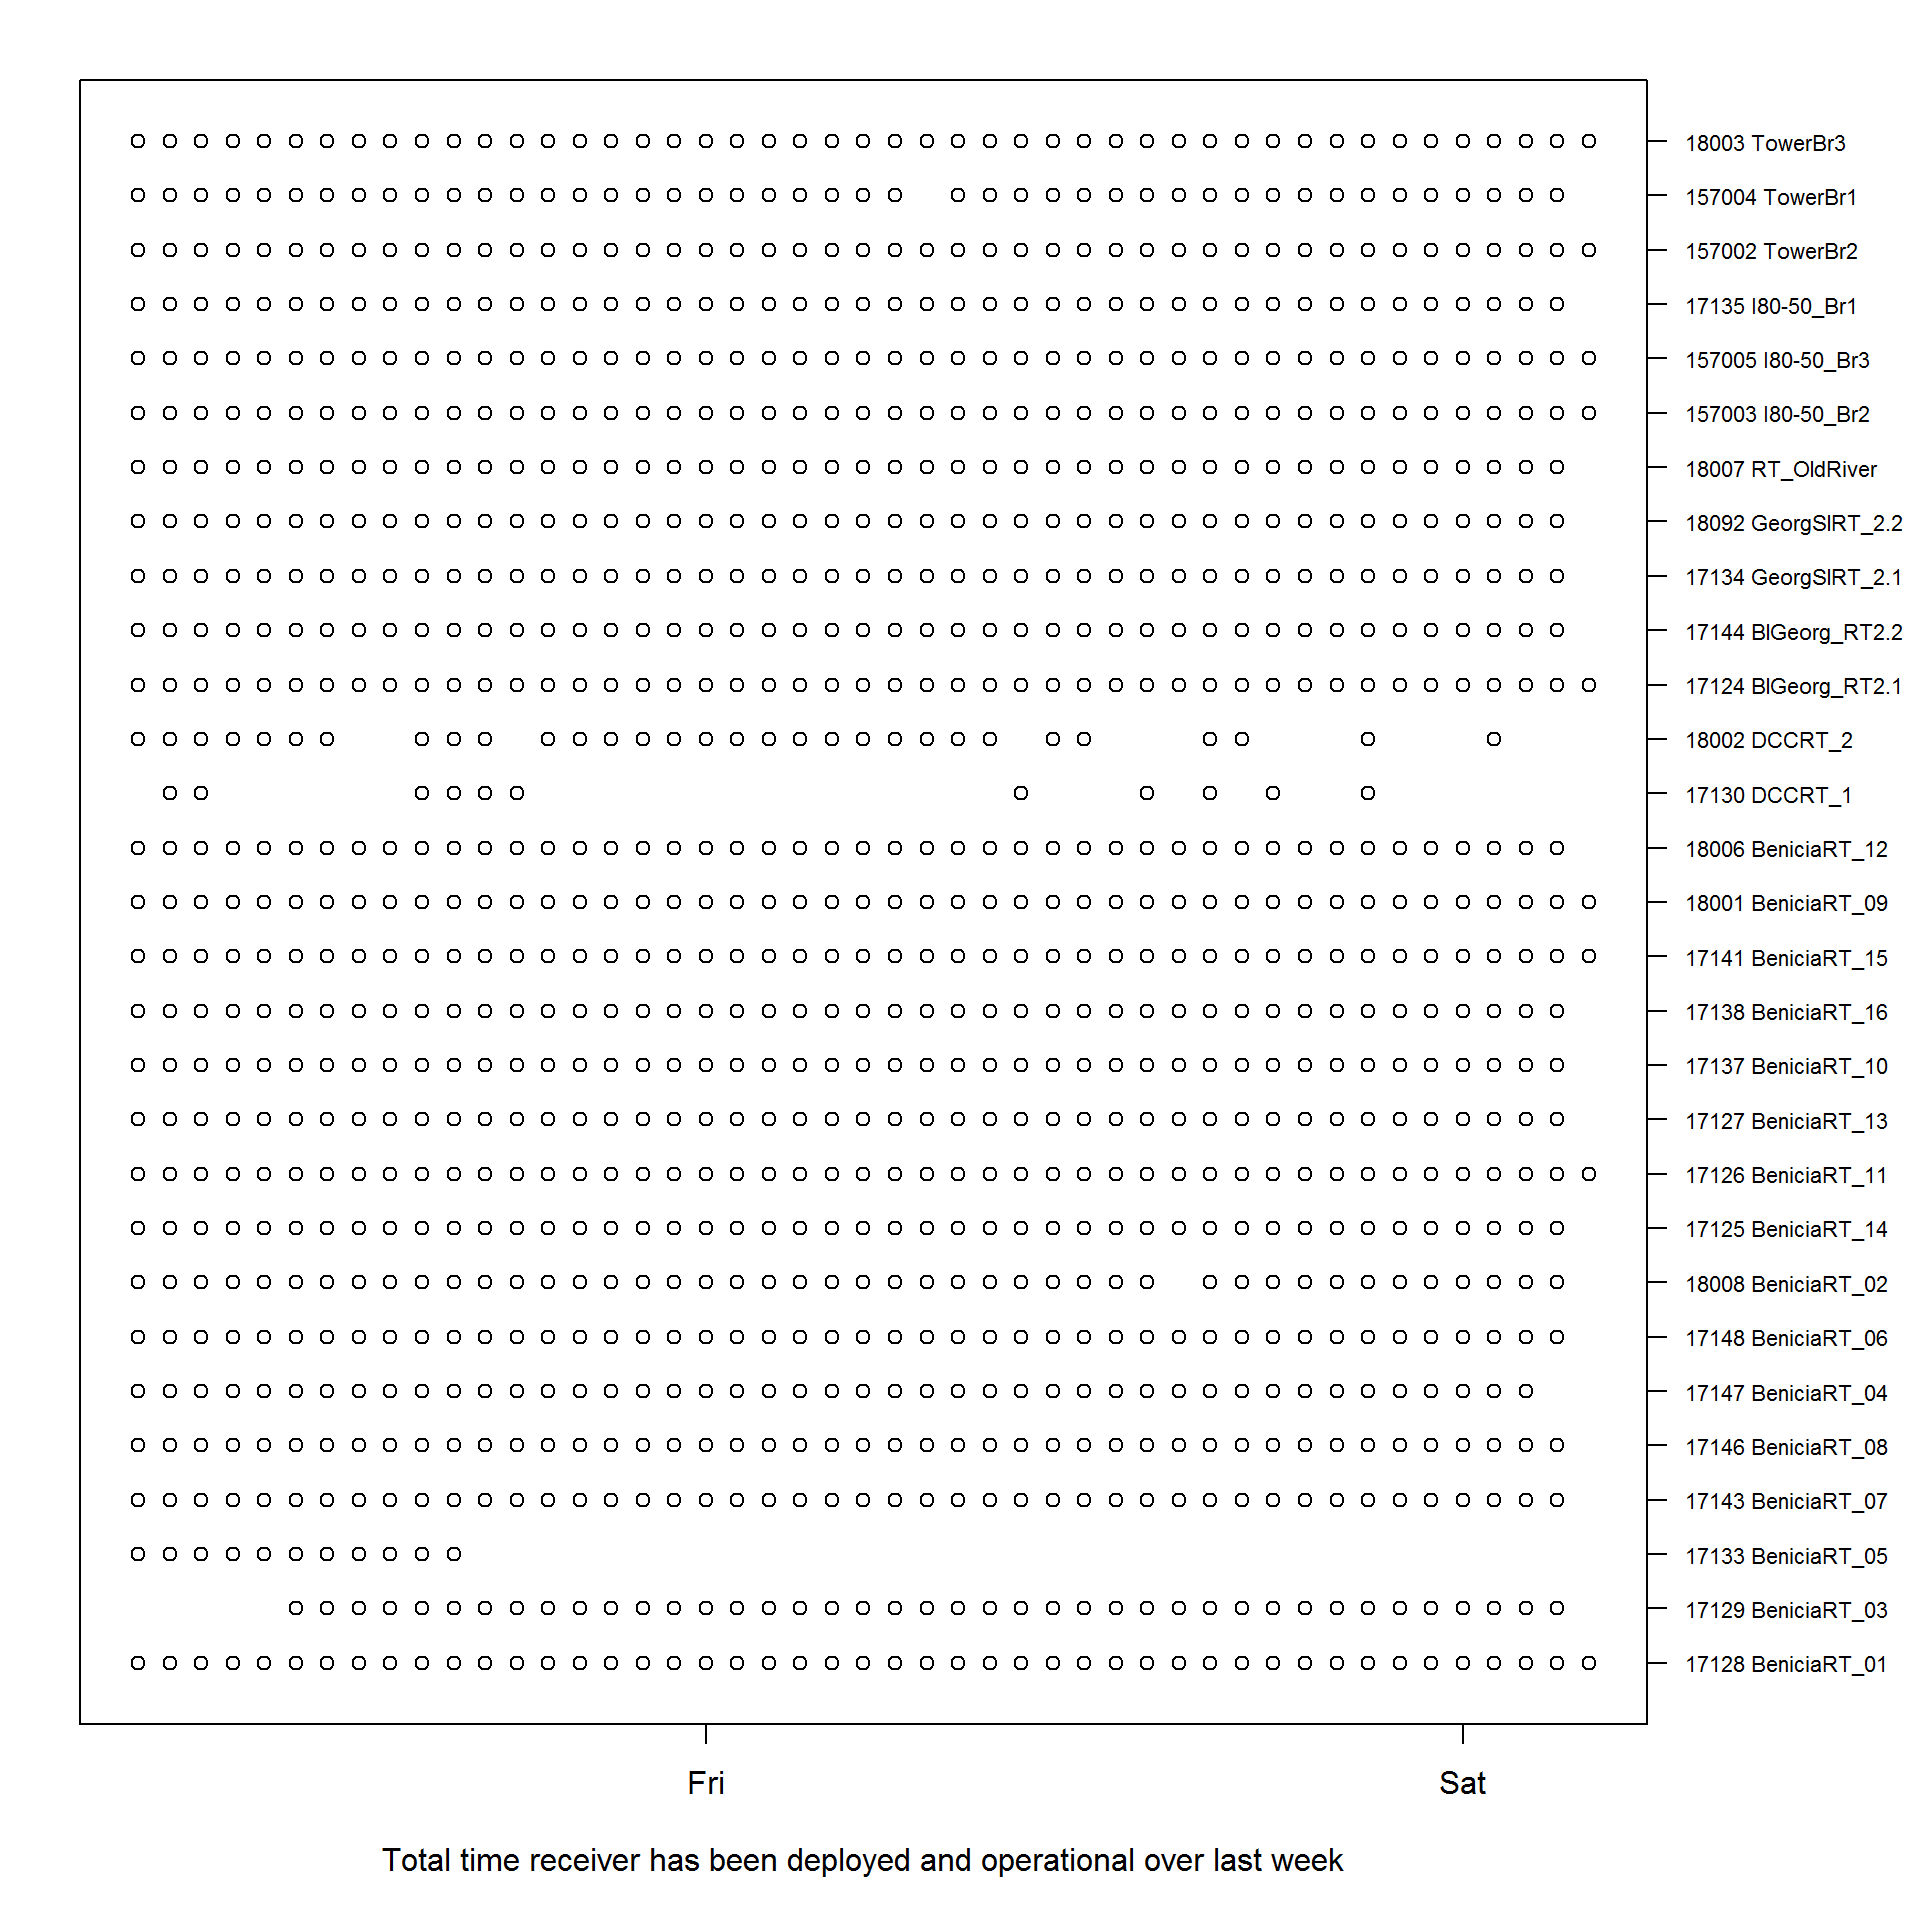 18003 TowerBr3
157004 TowerBr1
157002 TowerBr2
17135 I80-50_Br1
157005 I80-50_Br3
157003 I80-50_Br2
18007 RT_OldRiver
18092 GeorgSlRT_2.2
17134 GeorgSlRT_2.1
17144 BlGeorg_RT2.2
17124 BlGeorg_RT2.1
18002 DCCRT_2
17130 DCCRT_1
18006 BeniciaRT_12
18001 BeniciaRT_09
17141 BeniciaRT_15
17138 BeniciaRT_16
17137 BeniciaRT_10
17127 BeniciaRT_13
17126 BeniciaRT_11
17125 BeniciaRT_14
18008 BeniciaRT_02
17148 BeniciaRT_06
17147 BeniciaRT_04
17146 BeniciaRT_08
17143 BeniciaRT_07
17133 BeniciaRT_05
17129 BeniciaRT_03
17128 BeniciaRT_01
Fri Sat
Total time receiver has been deployed and operational over last week